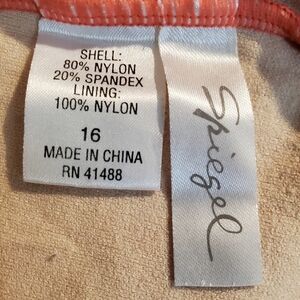 SHELL:
80% NYLON
20% SPANDEX
LINING:
100% NYLON
16
MADE IN CHINA
RN 41488
Spiegel